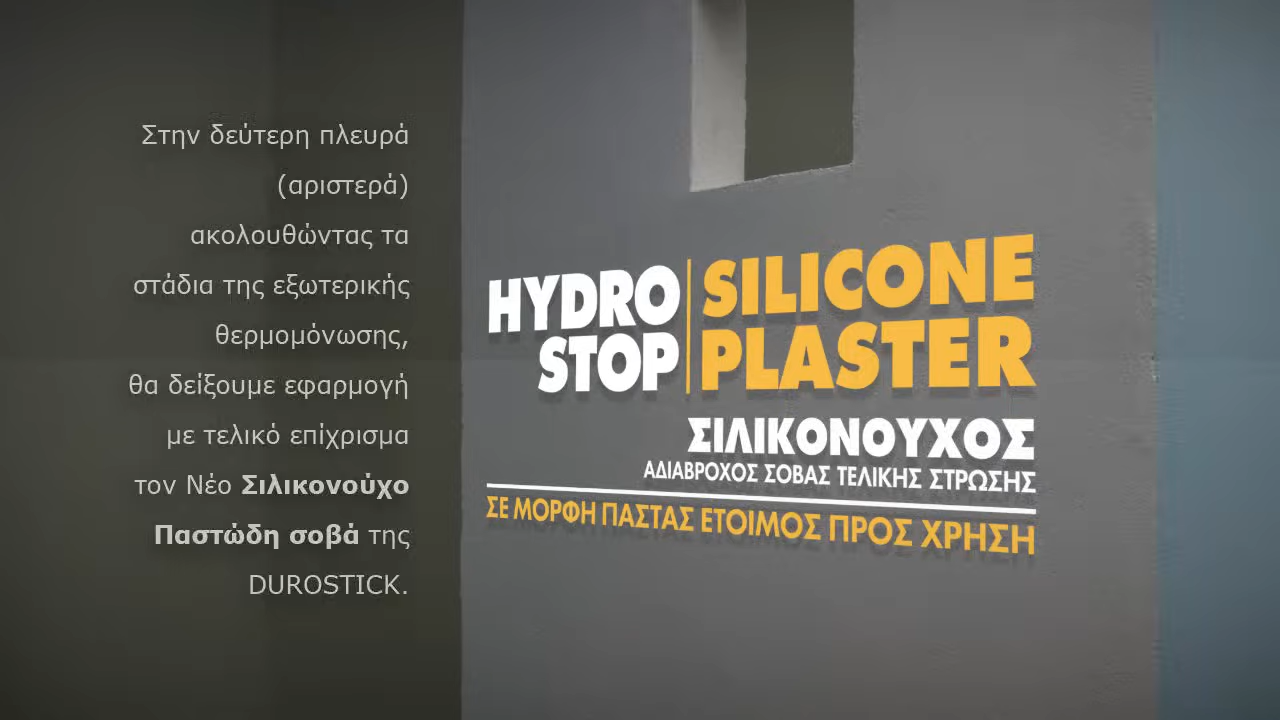 Στην δεύτερη πλευρά
(αριστερά)
ακολουθώντας τα
στάδια της εξωτερικής
θερμομόνωσης,
θα δείξουμε εφαρμογή
με τελικό επίχρισμα
τον Νέο Σιλικονούχο
Παστώδη σοβά της
DUROSTICK.
HYDRO
STOP
SILICONE
PLASTER
ΣΙΛΙΚΟΝΟΥΧΟΣ
ΑΔΙΑΒΡΟΧΟΣ ΣΟΒΑΣ ΤΕΛΙΚΗΣ ΣΤΡΩΣΗΣ
ΣΕ ΜΟΡΦΗ ΠΑΣΤΑΣ ΕΤΟΙΜΟΣ ΠΡΟΣ ΧΡΗΣΗ